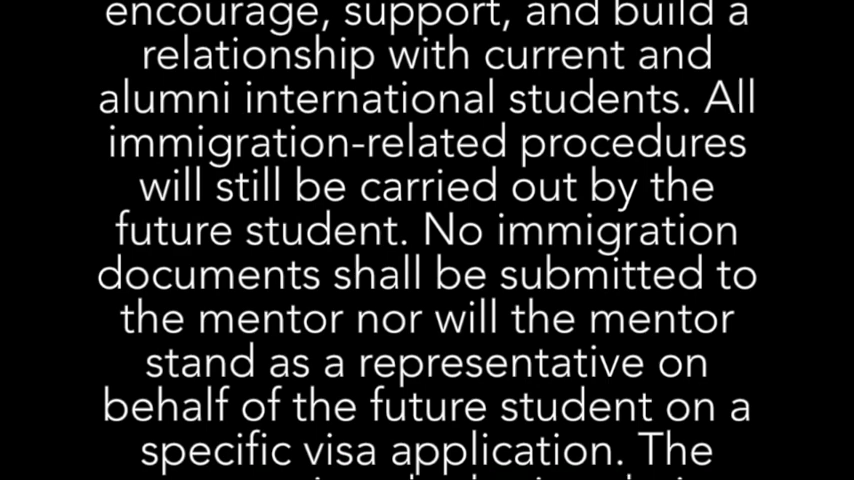 encourage, support, and build a
relationship with current and
alumni international students. All
immigration-related procedures
will still be carried out by the
future student. No immigration
documents shall be submitted to
the mentor nor will the mentor
stand as a representative on
behalf of the future student on a
specific visa application. The